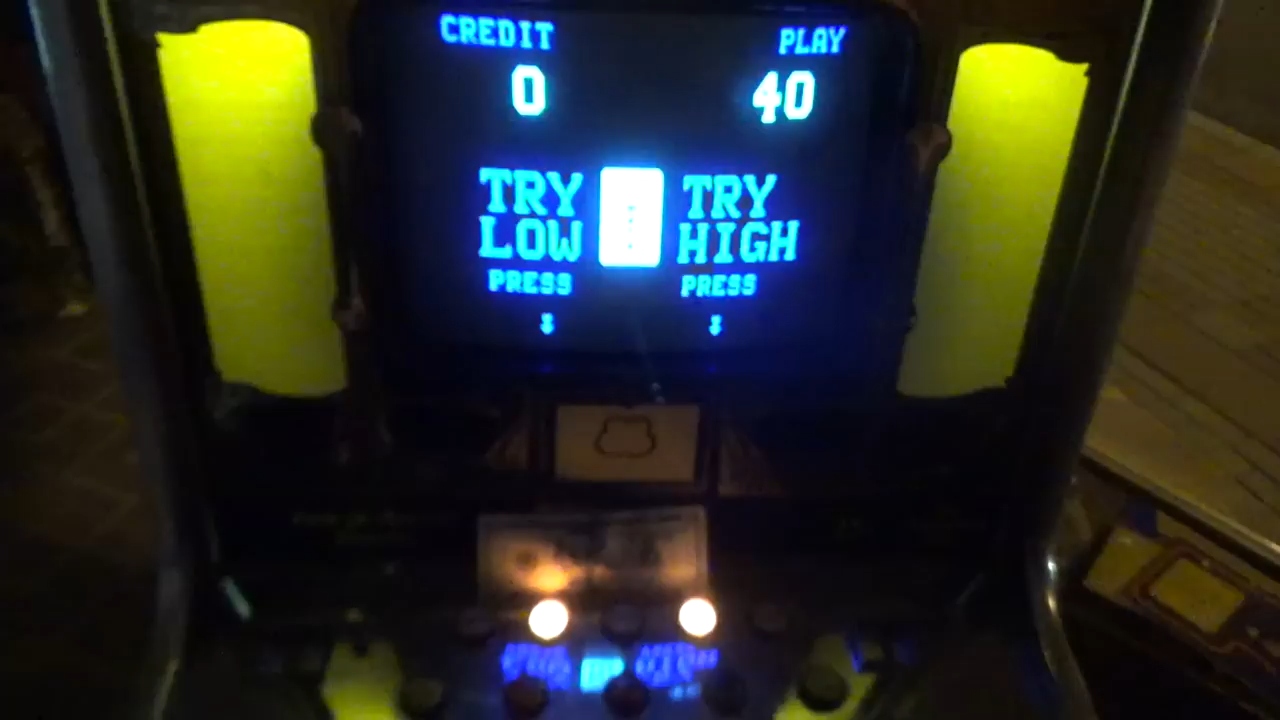 CREDIT PLAY
0 40
TRY TRY
LOW HIGH
PRESS PRESS